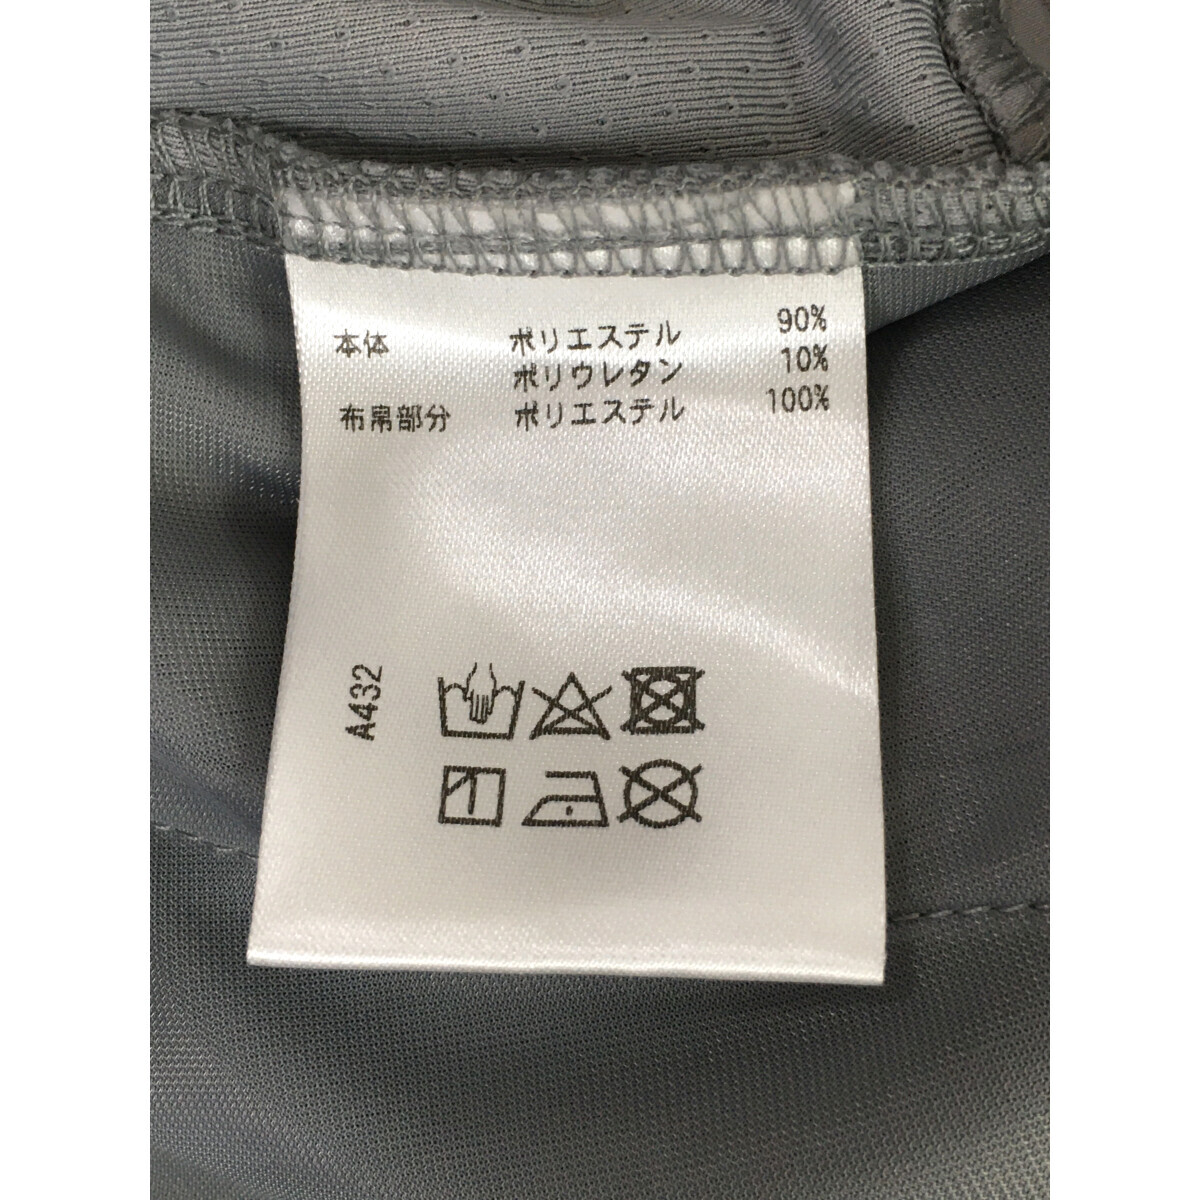 本体 ポリエステル 90%
ポリウレタン 10%
布帛部分 ポリエステル 100%
A432